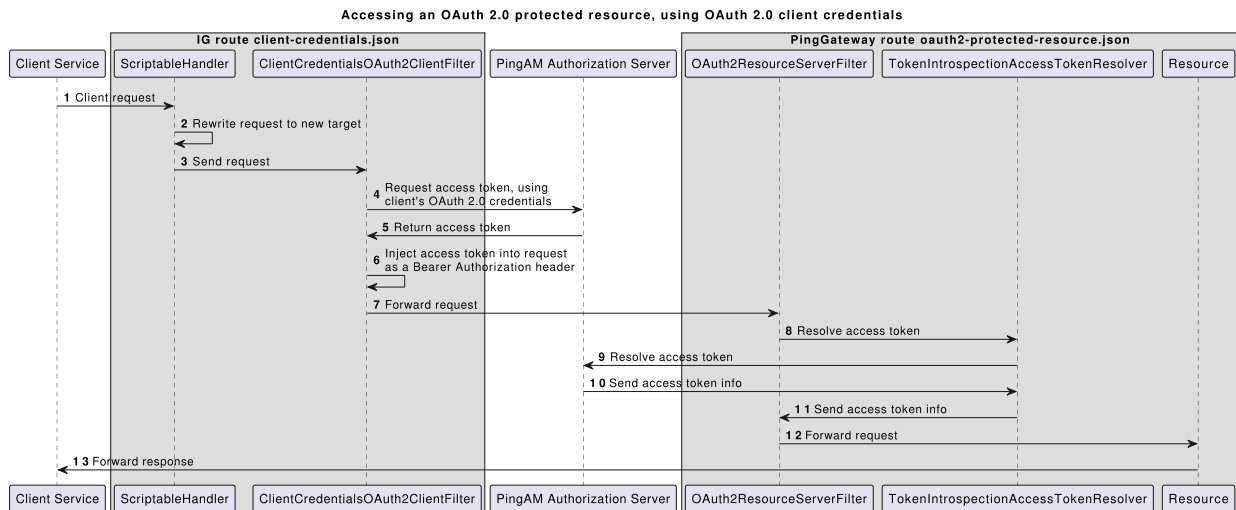 Accessing an OAuth 2.0 protected resource, using OAuth 2.0 client credentials
IG route client-credentials.json
PingGateway route oauth2-protected-resource.json
Client Service
ScriptableHandler
ClientCredentialsOAuth2ClientFilter
PingAM Authorization Server
OAuth2ResourceServerFilter
TokenIntrospectionAccessTokenResolver
Resource
1 Client request
2 Rewrite request to new target
3 Send request
4 Request access token, using
client's OAuth 2.0 credentials
5 Return access token
6 Inject access token into request
as a Bearer Authorization header
7 Forward request
8 Resolve access token
9 Resolve access token
10 Send access token info
11 Send access token info
12 Forward request
13 Forward response
Client Service
ScriptableHandler
ClientCredentialsOAuth2ClientFilter
PingAM Authorization Server
OAuth2ResourceServerFilter
TokenIntrospectionAccessTokenResolver
Resource